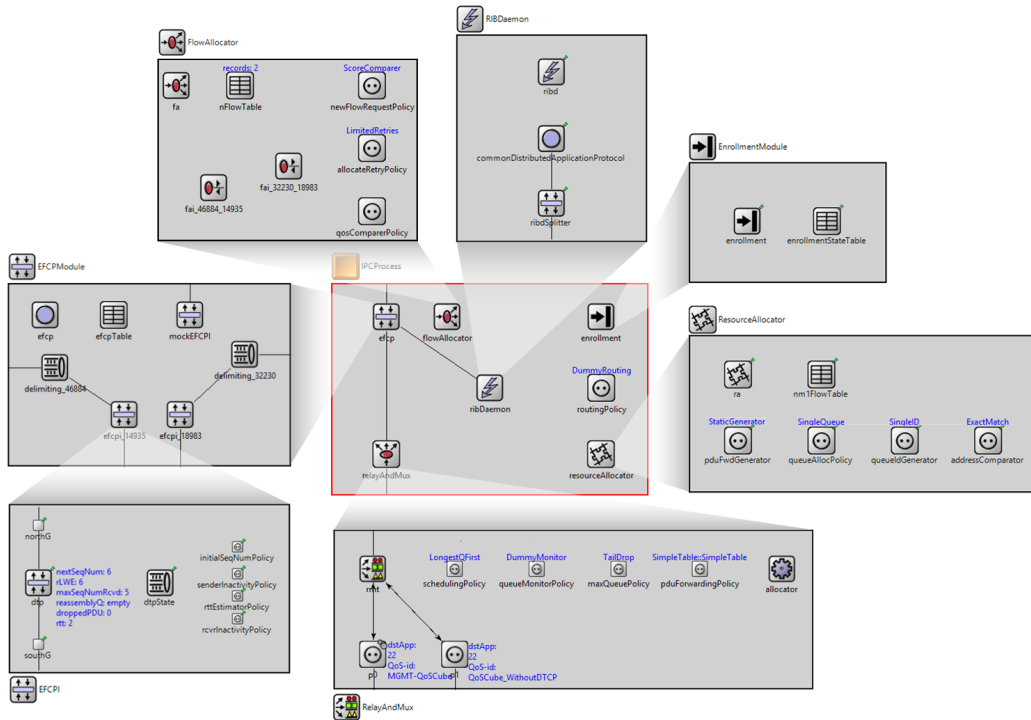 FlowAllocator
records: 2
ScoreComparer
fa
nFlowTable
newFlowRequestPolicy
LimitedRetries
allocateRetryPolicy
fai_32230_18983
fai_46884_14935
qosComparerPolicy
RIBDaemon
ribd
commonDistributedApplicationProtocol
ribdSplitter
EnrollmentModule
enrollment
enrollmentStateTable
EFCPModule
efcp
efcpTable
mockEFCPI
delimiting_46884
delimiting_32230
efcpi_14935
efcpi_18983
IPCProcess
efcp
flowAllocator
enrollment
DummyRouting
ribDaemon
routingPolicy
relayAndMux
resourceAllocator
ResourceAllocator
ra
nm1FlowTable
StaticGenerator
SingleQueue
SingleID
ExactMatch
pduFwdGenerator
queueAllocPolicy
queueIdGenerator
addressComparator
northG
initialSeqNumPolicy
nextSeqNum: 6
rLWE: 6
maxSeqNumRcvd: 5
reassemblyQ: empty
droppedPDU: 0
rtt: 2
dtp
dtpState
senderInactivityPolicy
rttEstimatorPolicy
rcvrInactivityPolicy
southG
EFCPI
LongestQFirst
DummyMonitor
TailDrop
SimpleTable::SimpleTable
rmt
schedulingPolicy
queueMonitorPolicy
maxQueuePolicy
pduForwardingPolicy
allocator
dstApp:
22
QoS-id:
MGMT-QoSCube
p0
dstApp:
22
QoS-id:
QoSCube_WithoutDTCP
p1
RelayAndMux